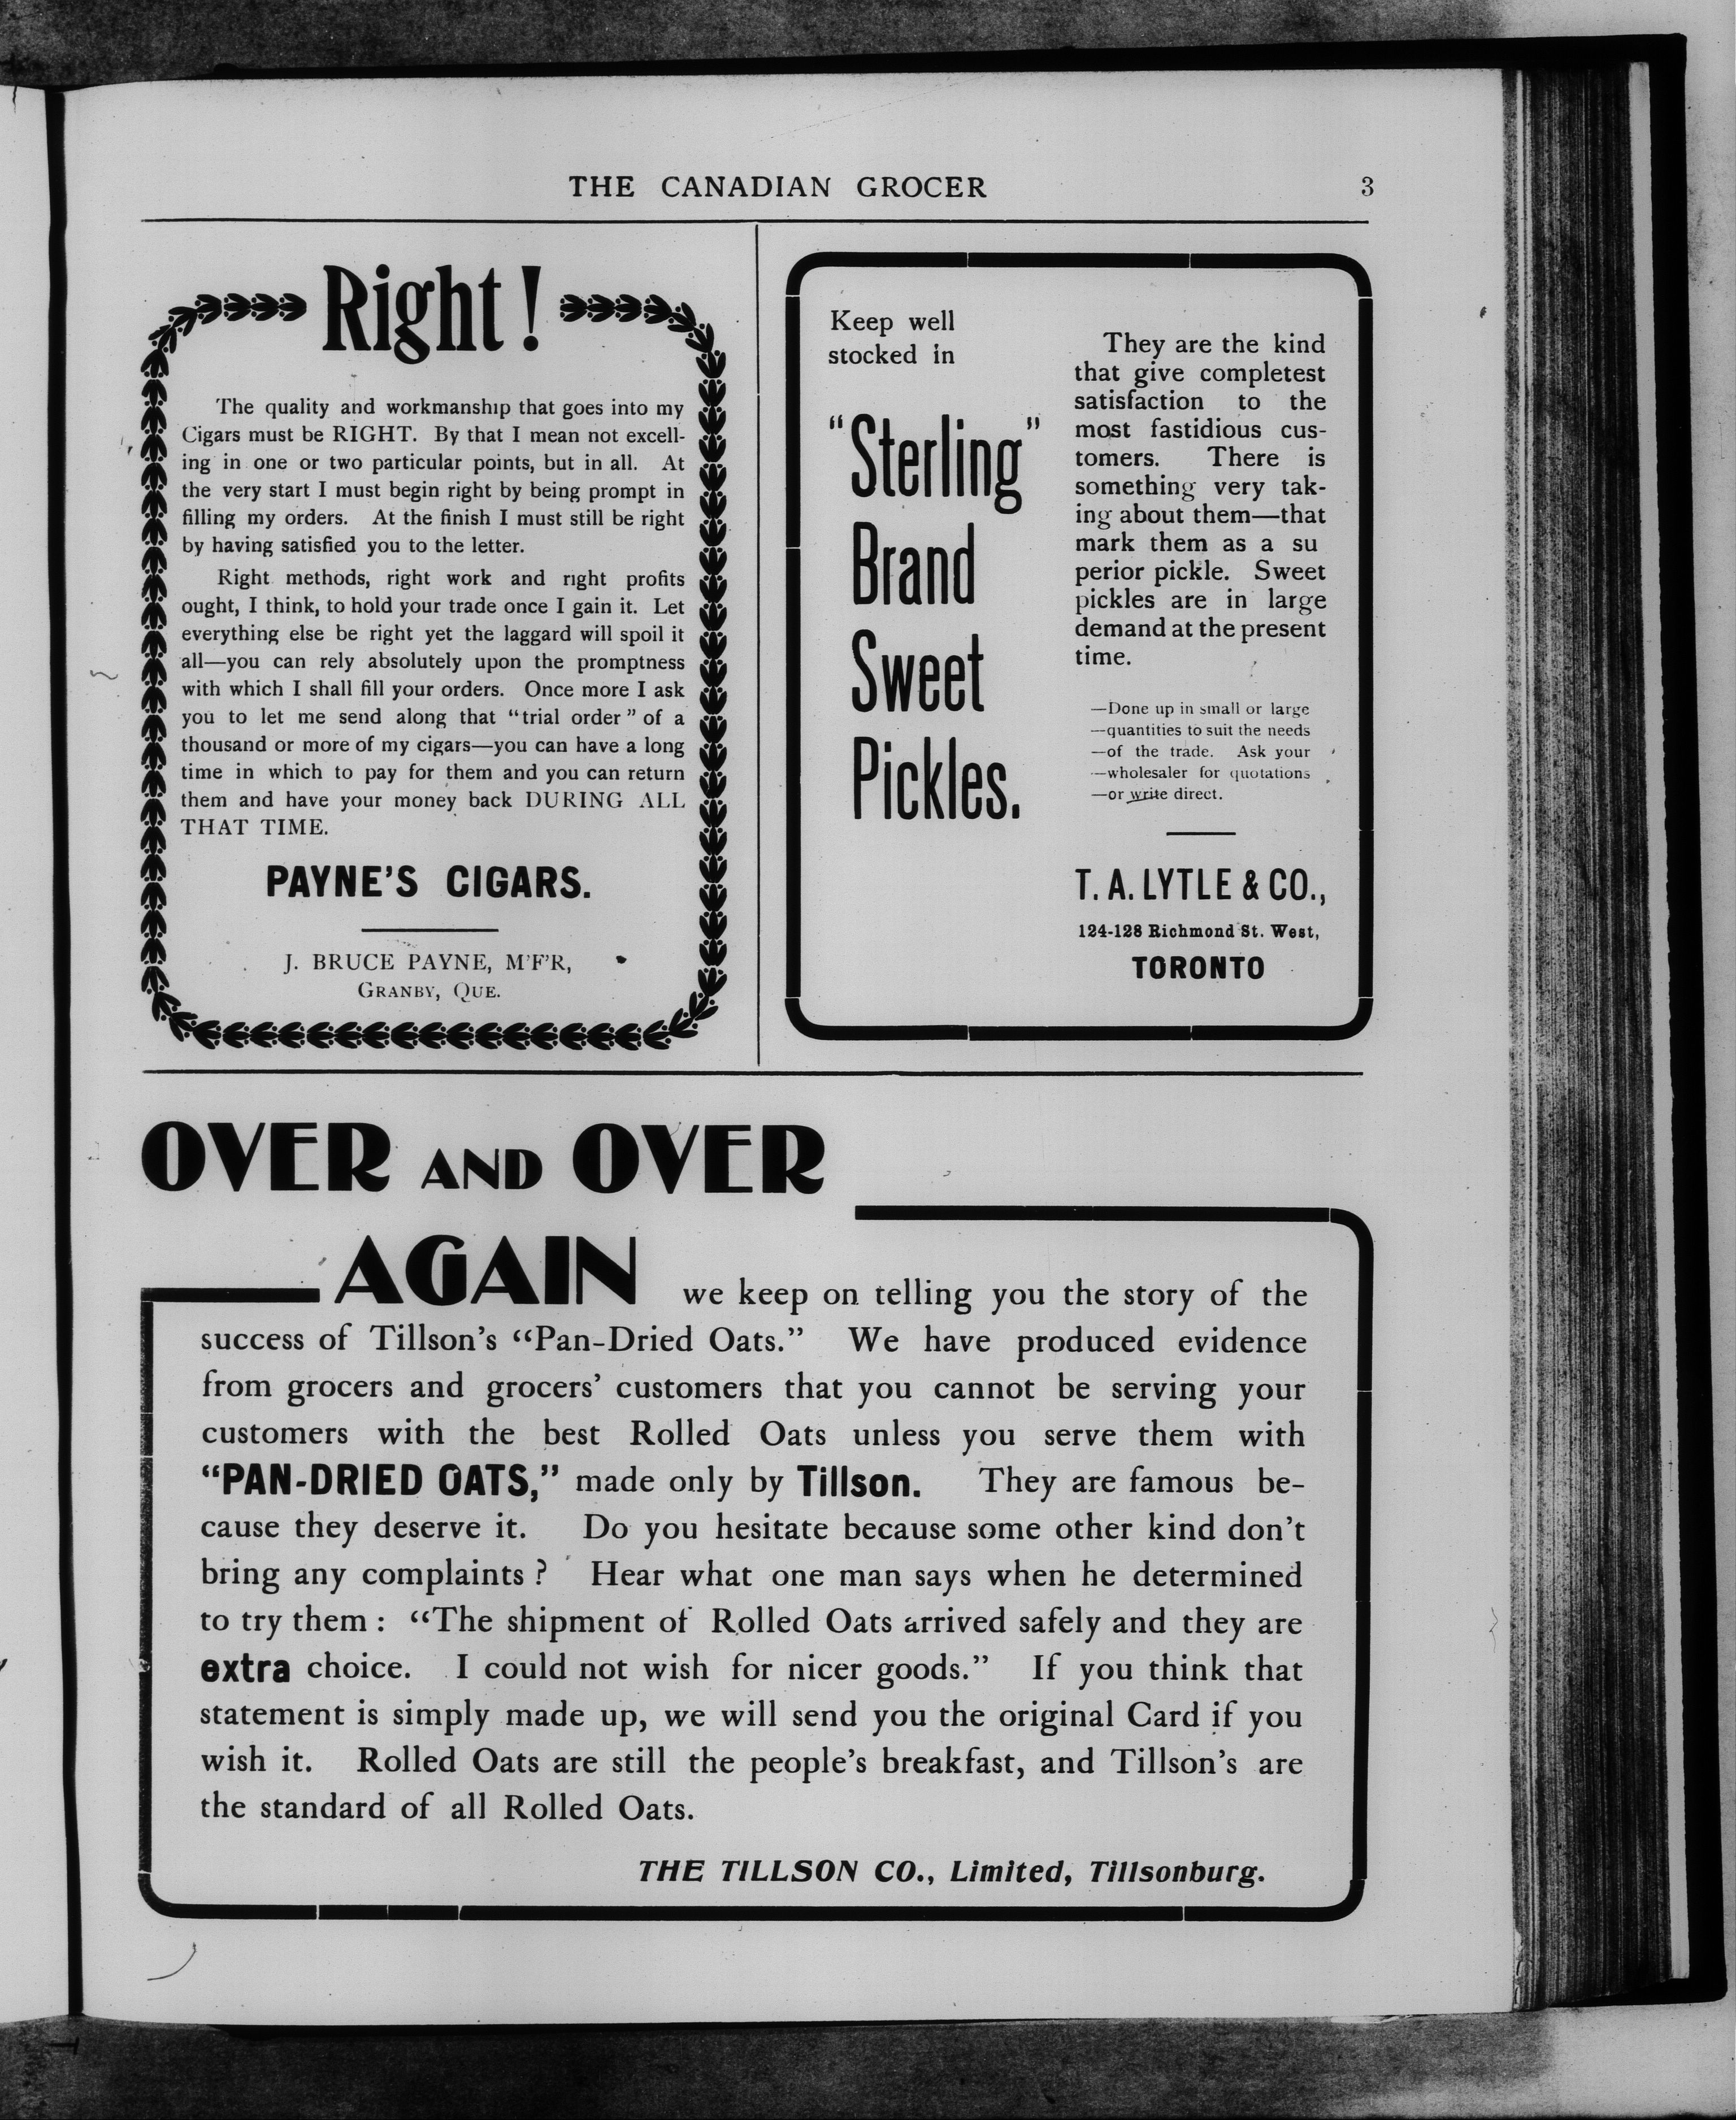 THE CANADIAN GROCER 3
Right!
The quality and workmanship that goes into my
Cigars must be RIGHT. By that I mean not excell-
ing in one or two particular points, but in all. At
the very start I must begin right by being prompt in
filling my orders. At the finish I must still be right
by having satisfied you to the letter.
Right methods, right work and right profits
ought, I think, to hold your trade once I gain it. Let
everything else be right yet the laggard will spoil it
all—you can rely absolutely upon the promptness
with which I shall fill your orders. Once more I ask
you to let me send along that "trial order" of a
thousand or more of my cigars—you can have a long
time in which to pay for them and you can return
them and have your money back DURING ALL
THAT TIME.
PAYNE'S CIGARS.
J. BRUCE PAYNE, M'F'R,
GRANBY, QUE.
Keep well
stocked in
"Sterling"
Brand
Sweet
Pickles.
They are the kind
that give completest
satisfaction to the
most fastidious cus-
tomers. There is
something very tak-
ing about them—that
mark them as a su
perior pickle. Sweet
pickles are in large
demand at the present
time.
—Done up in small or large
—quantities to suit the needs
—of the trade. Ask your
—wholesaler for quotations
—or write direct.
T. A. LYTLE & CO.,
124-128 Richmond St. West,
TORONTO
OVER AND OVER
AGAIN we keep on telling you the story of the
success of Tillson's "Pan-Dried Oats." We have produced evidence
from grocers and grocers' customers that you cannot be serving your
customers with the best Rolled Oats unless you serve them with
"PAN-DRIED OATS," made only by Tillson. They are famous be-
cause they deserve it. Do you hesitate because some other kind don't
bring any complaints? Hear what one man says when he determined
to try them: "The shipment of Rolled Oats arrived safely and they are
extra choice. I could not wish for nicer goods." If you think that
statement is simply made up, we will send you the original Card if you
wish it. Rolled Oats are still the people's breakfast, and Tillson's are
the standard of all Rolled Oats.
THE TILLSON CO., Limited, Tillsonburg.